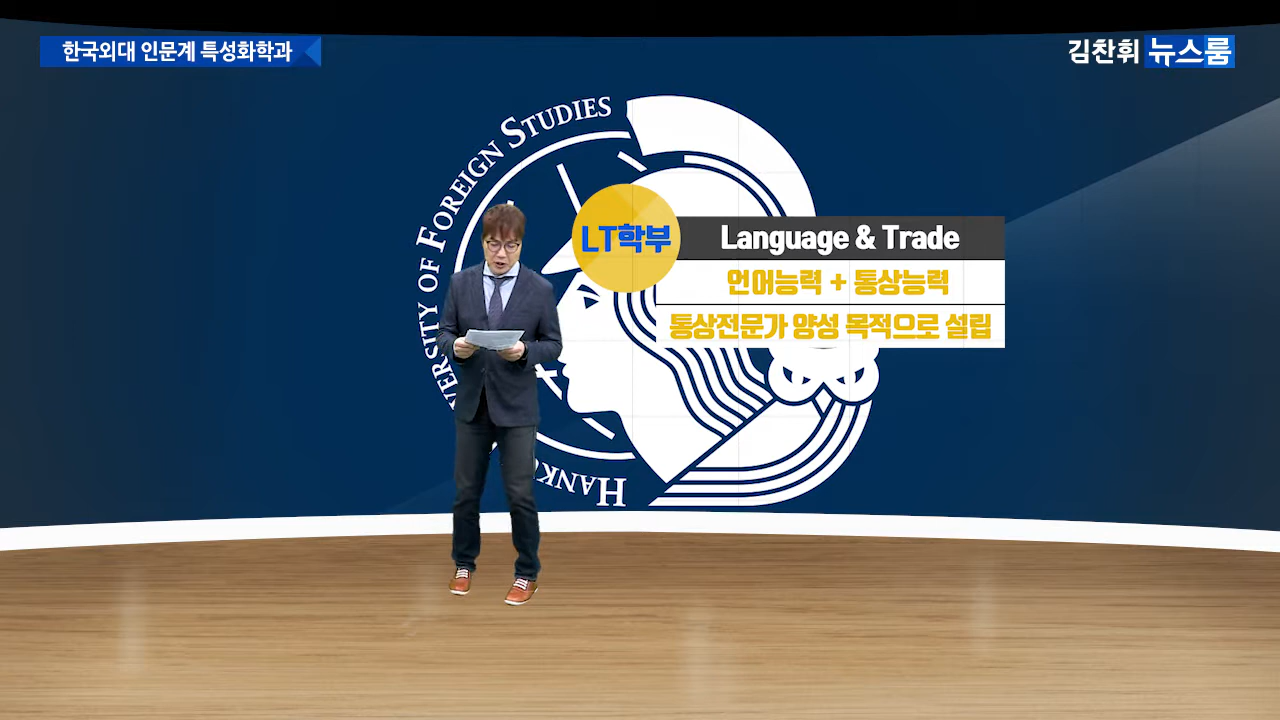 한국외대 인문계 특성화학과
김찬휘 뉴스룸
HANK
VERSITY OF FOREIGN STUDIES
LT학부
Language & Trade
언어능력 + 통상능력
통상전문가 양성 목적으로 설립